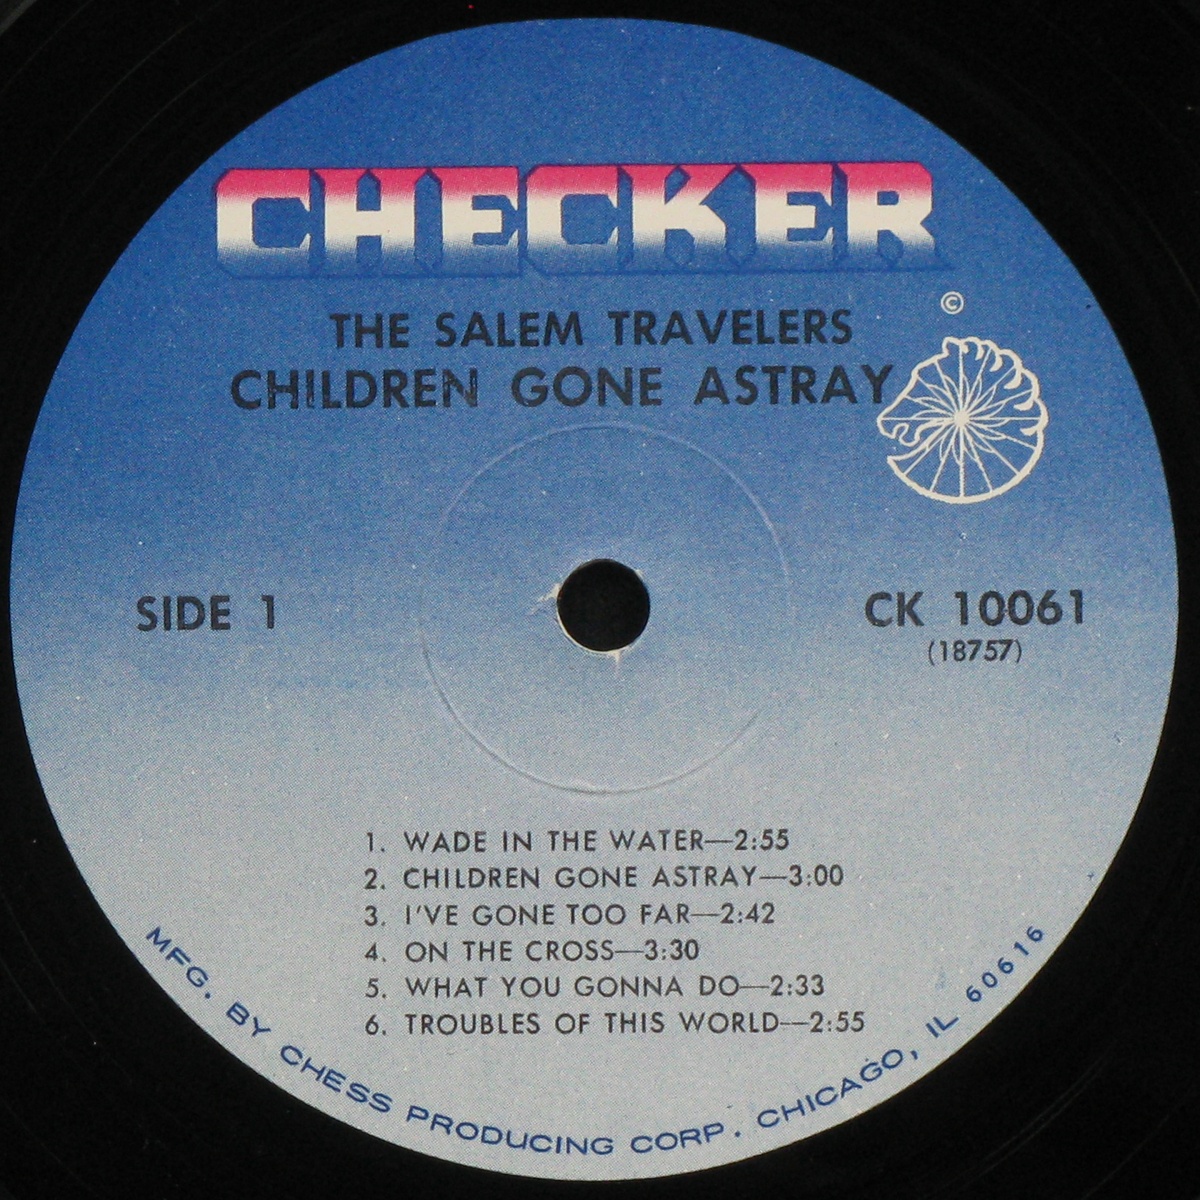 CHECKER
©
THE SALEM TRAVELERS
CHILDREN GONE ASTRAY
SIDE 1
CK 10061
(18757)
1. WADE IN THE WATER—2:55
2. CHILDREN GONE ASTRAY—3:00
3. I'VE GONE TOO FAR—2:42
4. ON THE CROSS—3:30
5. WHAT YOU GONNA DO—2:33
6. TROUBLES OF THIS WORLD—2:55
MFG. BY CHESS PRODUCING CORP. CHICAGO, IL 60616